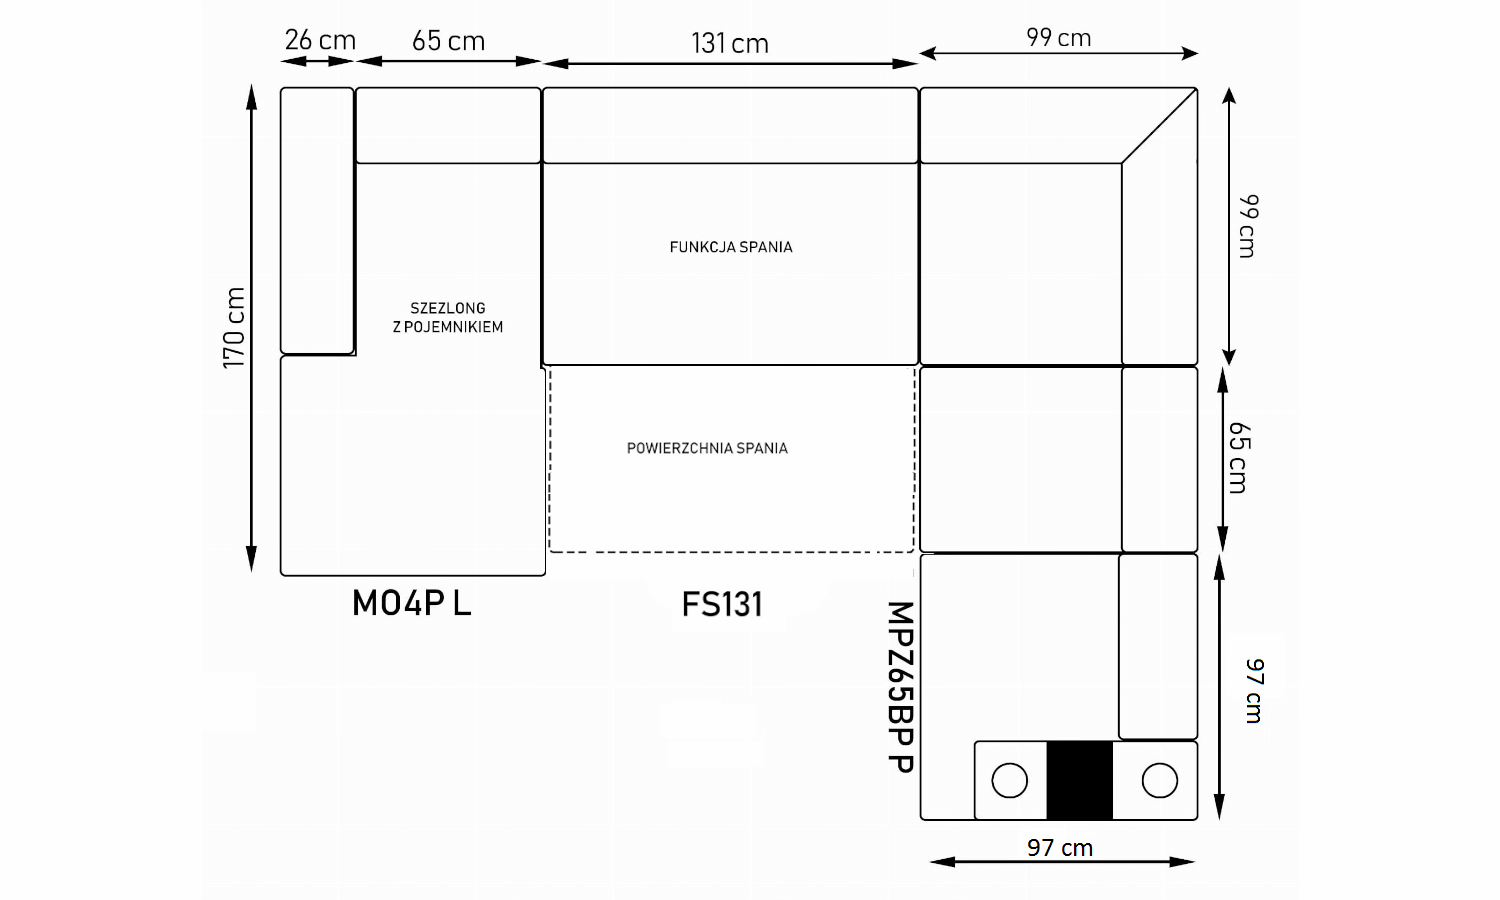 26 cm
65 cm
131 cm
99 cm
170 cm
99 cm
FUNKCJA SPANIA
SZEZLONG
Z POJEMNIKIEM
POWIERZCHNIA SPANIA
65 cm
MO4P L
FS131
MPZ65BP P
97 cm
97 cm